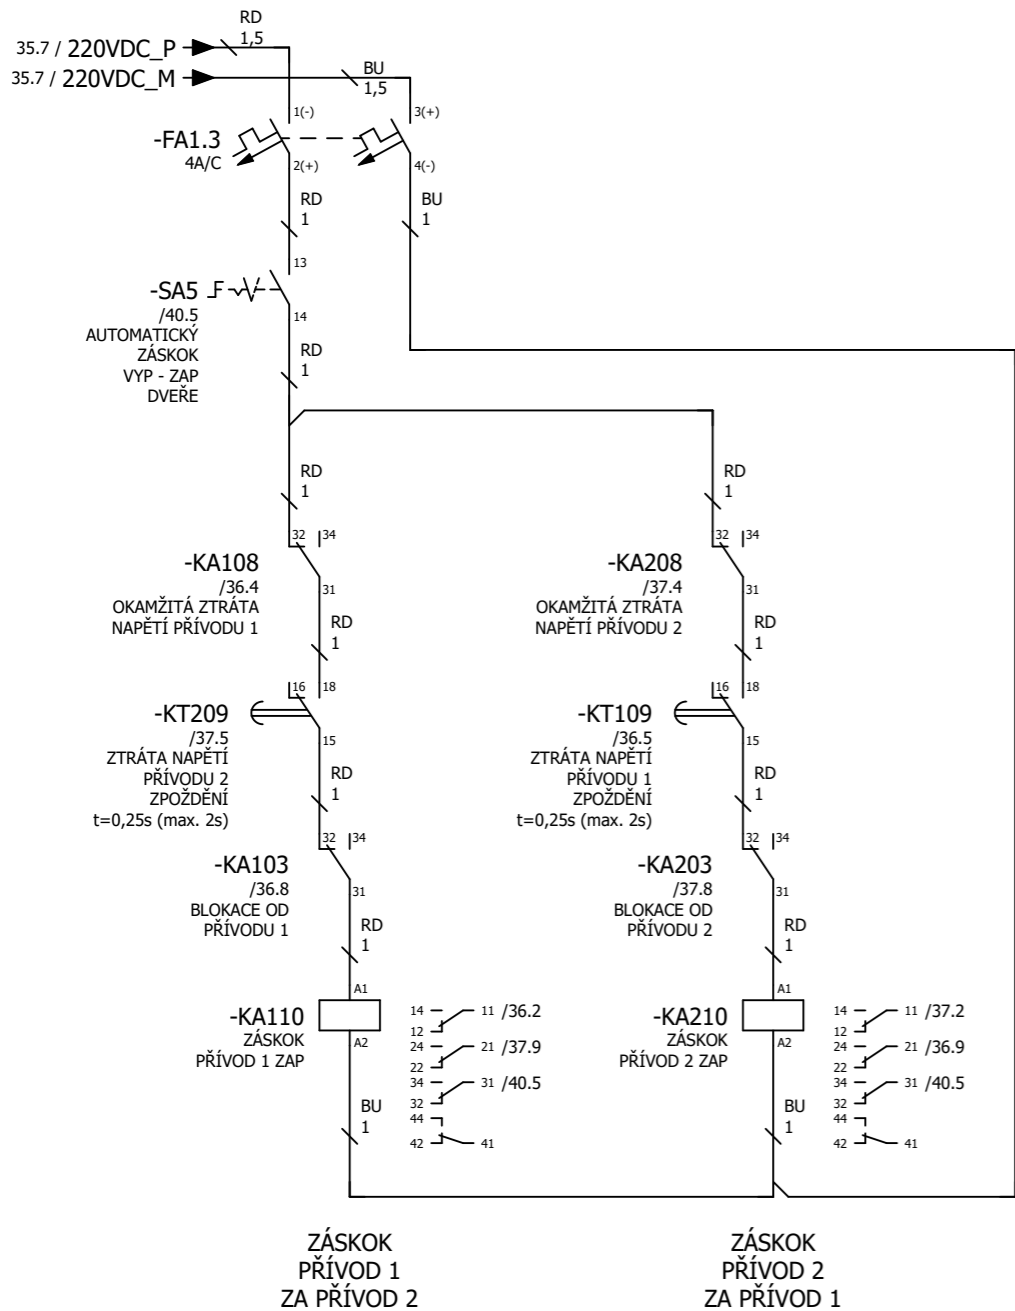 RD
1,5
35.7 / 220VDC_P
35.7 / 220VDC_M
BU
1,5
1(-)
3(+)
-FA1.3
4A/C
2(+)
4(-)
RD
1
BU
1
13
-SA5
/40.5
AUTOMATICKÝ
ZÁSKOK
VYP - ZAP
DVEŘE
14
RD
1
RD
1
32
34
-KA108
/36.4
OKAMŽITÁ ZTRÁTA
NAPĚTÍ PŘÍVODU 1
31
RD
1
16
18
-KT209
/37.5
ZTRÁTA NAPĚTÍ
PŘÍVODU 2
ZPOŽDĚNÍ
t=0,25s (max. 2s)
15
RD
1
32
34
-KA103
/36.8
BLOKACE OD
PŘÍVODU 1
31
RD
1
A1
-KA110
ZÁSKOK
PŘÍVOD 1 ZAP
A2
14
11 /36.2
12
24
21 /37.9
22
34
31 /40.5
32
44
42
41
BU
1
RD
1
32
34
-KA208
/37.4
OKAMŽITÁ ZTRÁTA
NAPĚTÍ PŘÍVODU 2
31
RD
1
16
18
-KT109
/36.5
ZTRÁTA NAPĚTÍ
PŘÍVODU 1
ZPOŽDĚNÍ
t=0,25s (max. 2s)
15
RD
1
32
34
-KA203
/37.8
BLOKACE OD
PŘÍVODU 2
31
RD
1
A1
-KA210
ZÁSKOK
PŘÍVOD 2 ZAP
A2
14
11 /37.2
12
24
21 /36.9
22
34
31 /40.5
32
44
42
41
BU
1
ZÁSKOK
PŘÍVOD 1
ZA PŘÍVOD 2
ZÁSKOK
PŘÍVOD 2
ZA PŘÍVOD 1